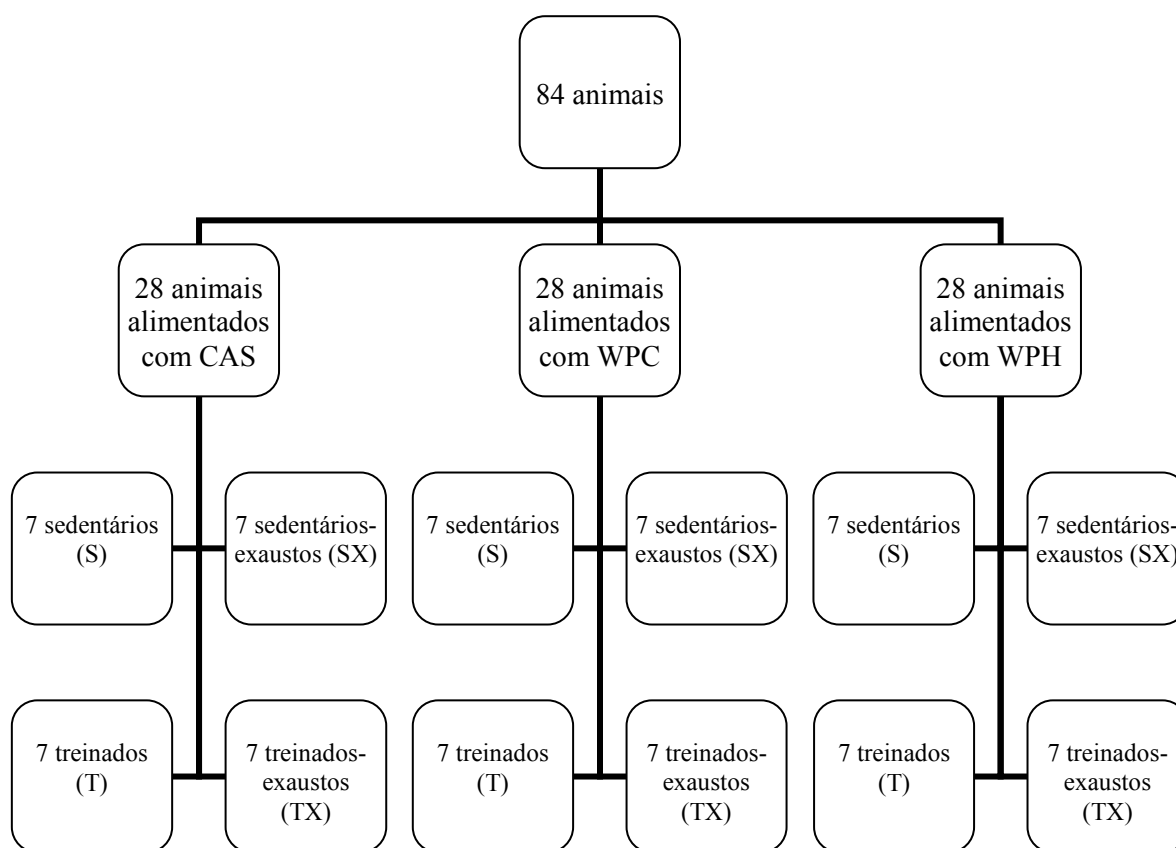 84 animais
28 animais
alimentados
com CAS
28 animais
alimentados
com WPC
28 animais
alimentados
com WPH
7 sedentários
(S)
7 sedentários-
exaustos (SX)
7 sedentários
(S)
7 sedentários-
exaustos (SX)
7 sedentários
(S)
7 sedentários-
exaustos (SX)
7 treinados
(T)
7 treinados-
exaustos
(TX)
7 treinados
(T)
7 treinados-
exaustos
(TX)
7 treinados
(T)
7 treinados-
exaustos
(TX)